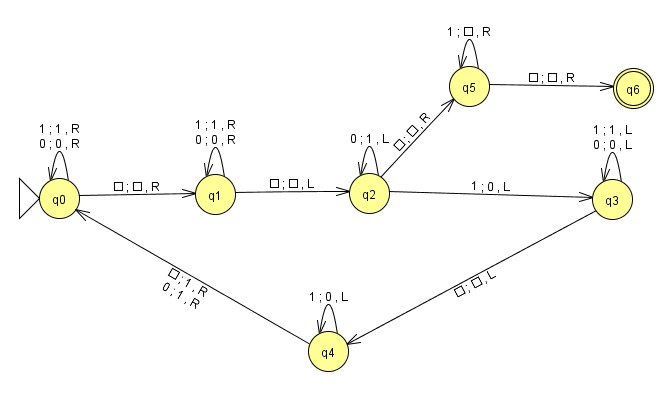 1 ; □ , R
□ ; □ , R
q5
q6
1 ; 1 , R
0 ; 0 , R
1 ; 1 , R
0 ; 0 , R
0 ; 1 , L
□ ; □ , R
1 ; 1 , L
0 ; 0 , L
□ ; □ , R
□ ; □ , L
1 ; 0 , L
q0
q1
q2
q3
□ ; 1 , R
0 ; 1 , R
□ ; □ , L
1 ; 0 , L
q4